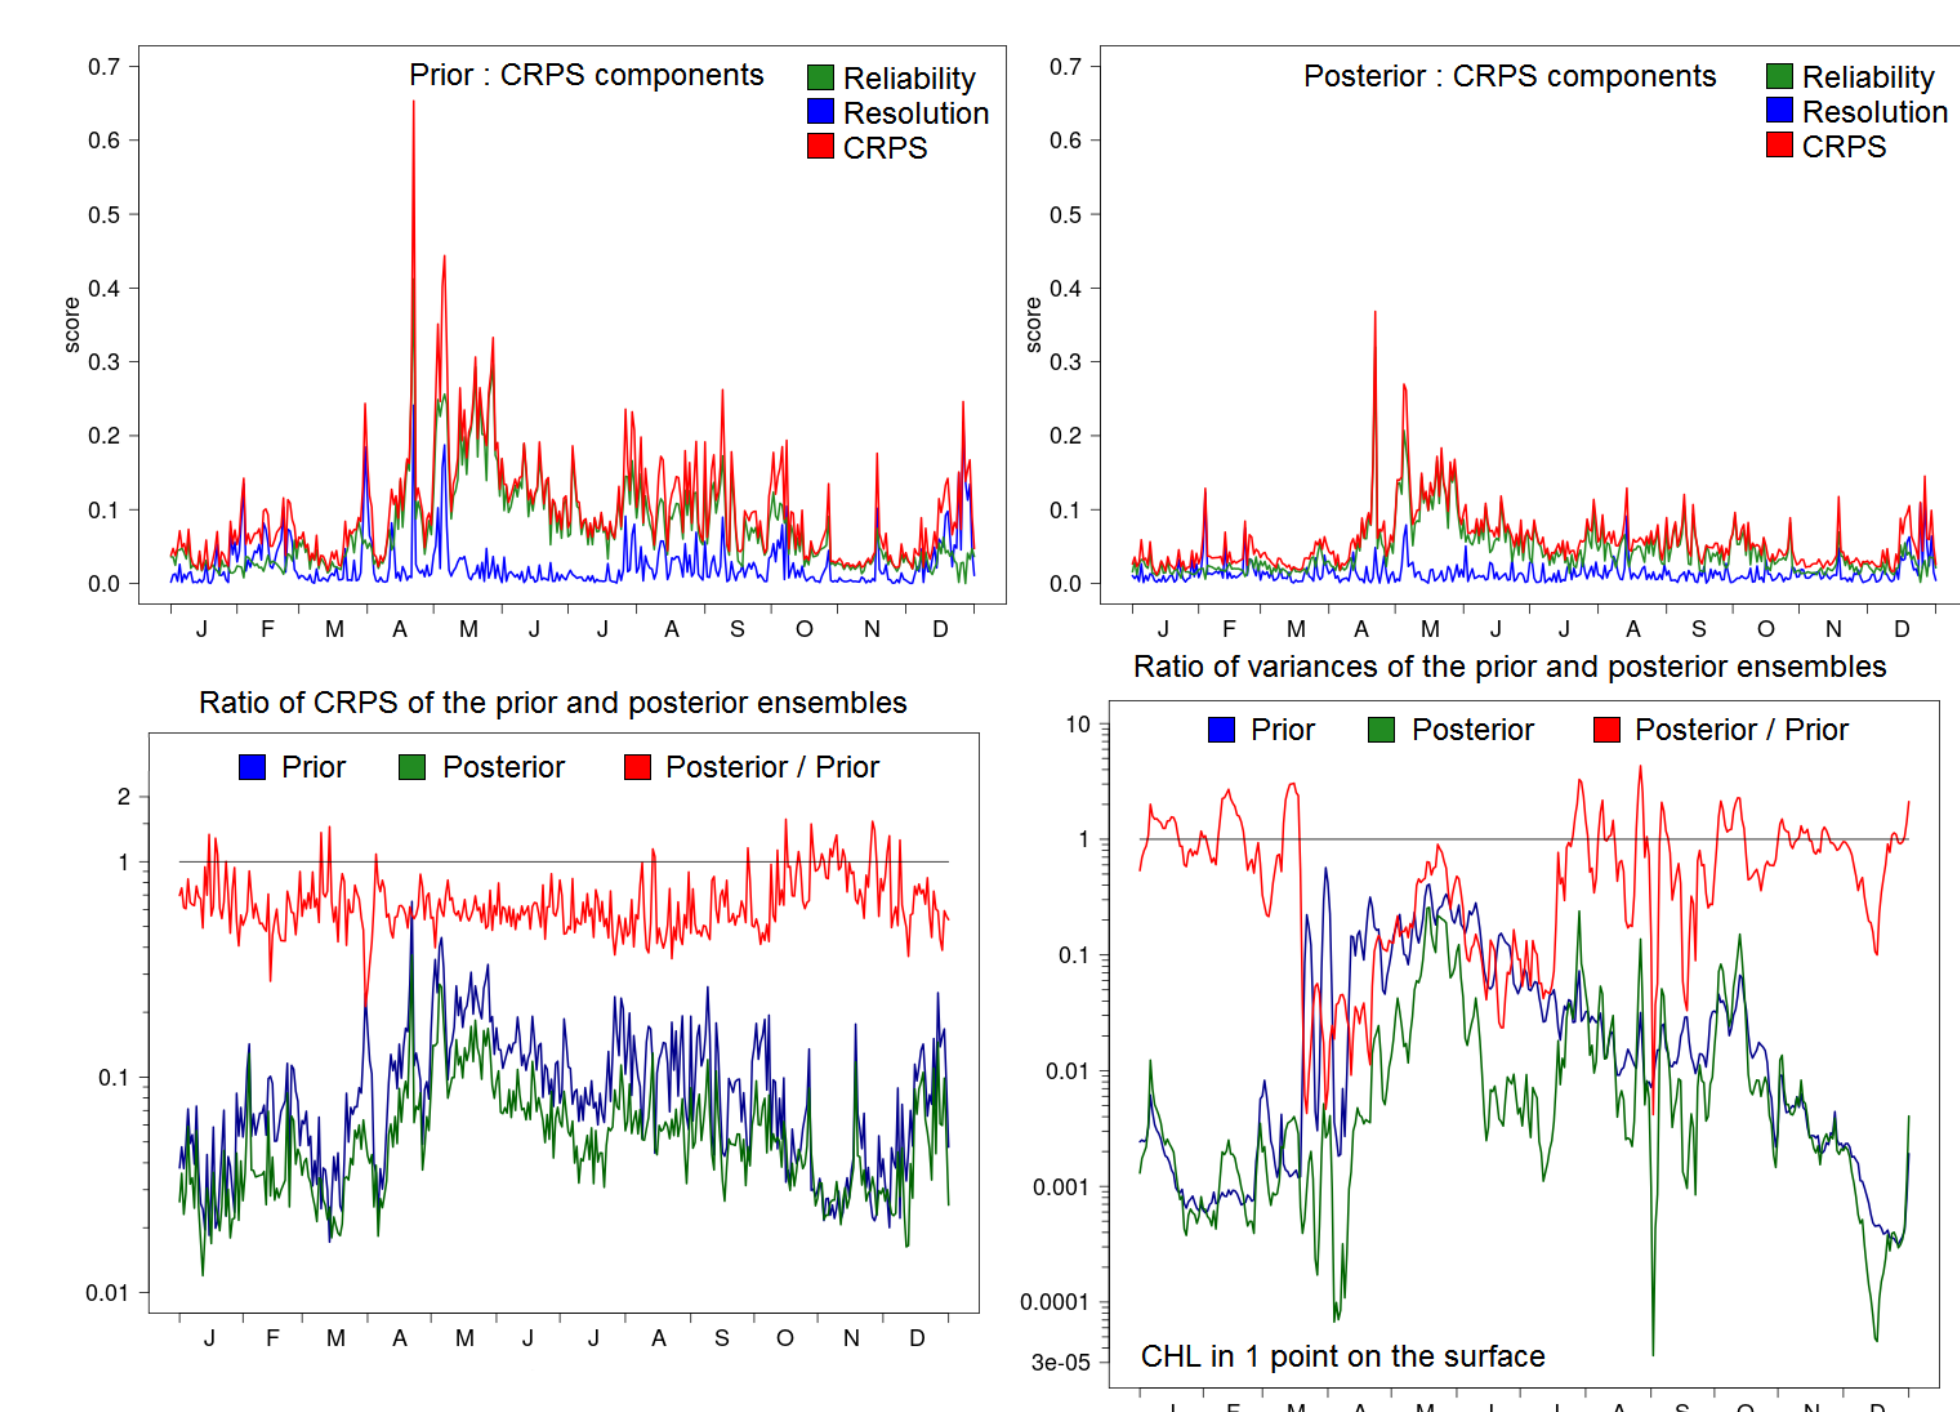 Prior : CRPS components
Reliability
Resolution
CRPS
score
0.7
0.6
0.5
0.4
0.3
0.2
0.1
0.0
J F M A M J J A S O N D
Posterior : CRPS components
Reliability
Resolution
CRPS
score
0.7
0.6
0.5
0.4
0.3
0.2
0.1
0.0
J F M A M J J A S O N D
Ratio of CRPS of the prior and posterior ensembles
Prior Posterior Posterior / Prior
2
1
0.1
0.01
J F M A M J J A S O N D
Ratio of variances of the prior and posterior ensembles
Prior Posterior Posterior / Prior
10
1
0.1
0.01
0.001
0.0001
3e-05
CHL in 1 point on the surface